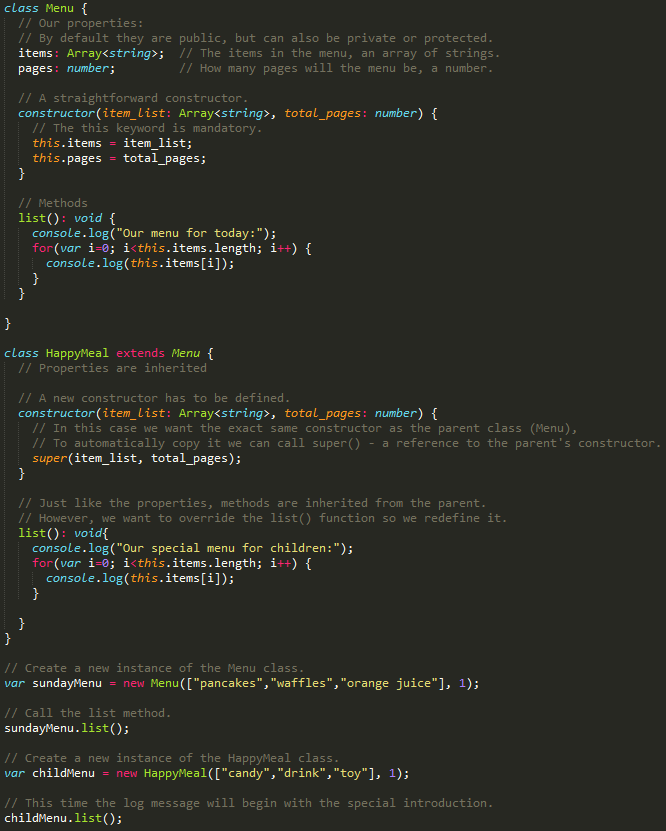 class Menu {
  // Our properties:
  // By default they are public, but can also be private or protected.
  items: Array<string>;  // The items in the menu, an array of strings.
  pages: number;         // How many pages will the menu be, a number.

  // A straightforward constructor.
  constructor(item_list: Array<string>, total_pages: number) {
    // The this keyword is mandatory.
    this.items = item_list;
    this.pages = total_pages;
  }

  // Methods
  list(): void {
    console.log("Our menu for today:");
    for(var i=0; i<this.items.length; i++) {
      console.log(this.items[i]);
    }
  }

}

class HappyMeal extends Menu {
  // Properties are inherited

  // A new constructor has to be defined.
  constructor(item_list: Array<string>, total_pages: number) {
    // In this case we want the exact same constructor as the parent class (Menu),
    // To automatically copy it we can call super() - a reference to the parent's constructor.
    super(item_list, total_pages);
  }

  // Just like the properties, methods are inherited from the parent.
  // However, we want to override the list() function so we redefine it.
  list(): void{
    console.log("Our special menu for children:");
    for(var i=0; i<this.items.length; i++) {
      console.log(this.items[i]);
    }

  }
}

// Create a new instance of the Menu class.
var sundayMenu = new Menu(["pancakes","waffles","orange juice"], 1);

// Call the list method.
sundayMenu.list();

// Create a new instance of the HappyMeal class.
var childMenu = new HappyMeal(["candy","drink","toy"], 1);

// This time the log message will begin with the special introduction.
childMenu.list();